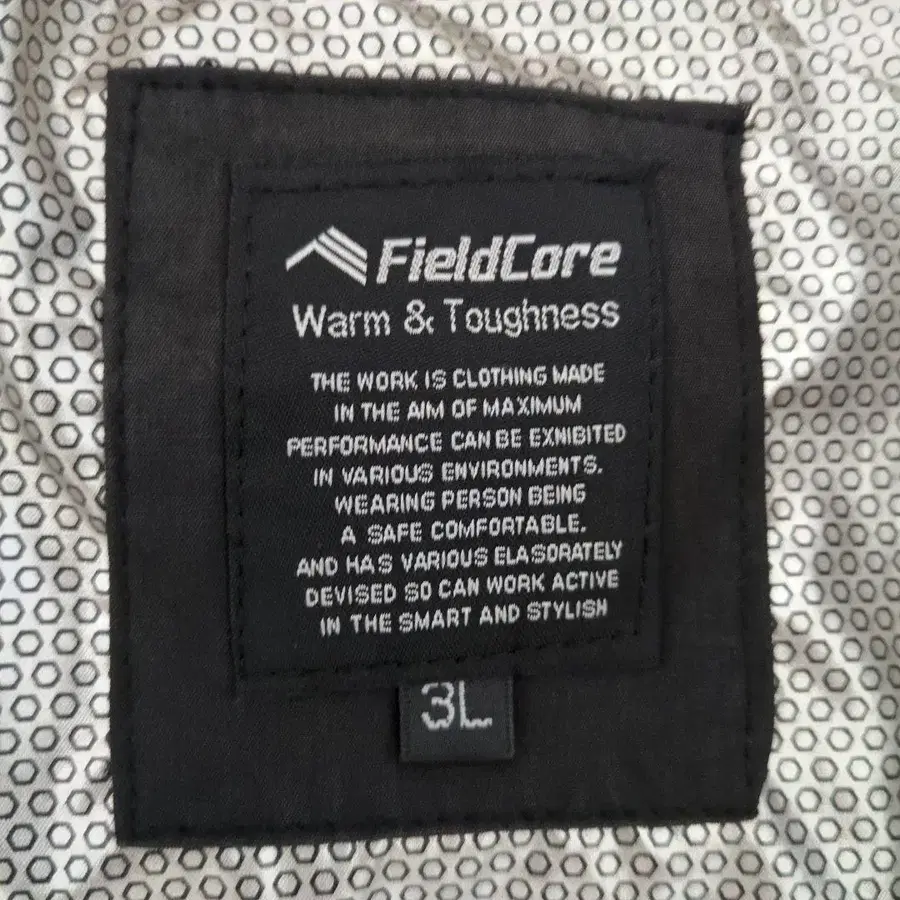 FieldCore
Warm & Toughness
THE WORK IS CLOTHING MADE
IN THE AIM OF MAXIMUM
PERFORMANCE CAN BE EXNIBITED
IN VARIOUS ENVIRONMENTS.
WEARING PERSON BEING
A SAFE COMFORTABLE.
AND HAS VARIOUS ELASORATELY
DEVISED SO CAN WORK ACTIVE
IN THE SMART AND STYLISH
3L